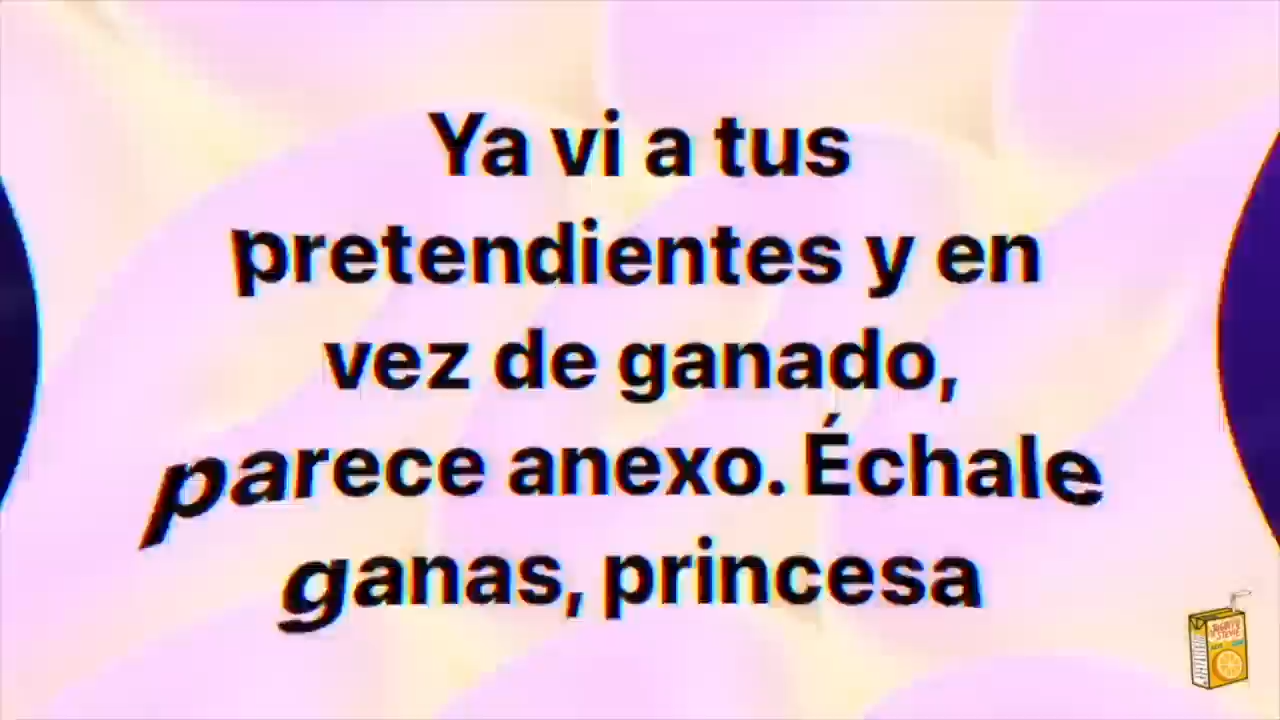 Ya vi a tus
pretendientes y en
vez de ganado,
parece anexo. Échale
ganas, princesa